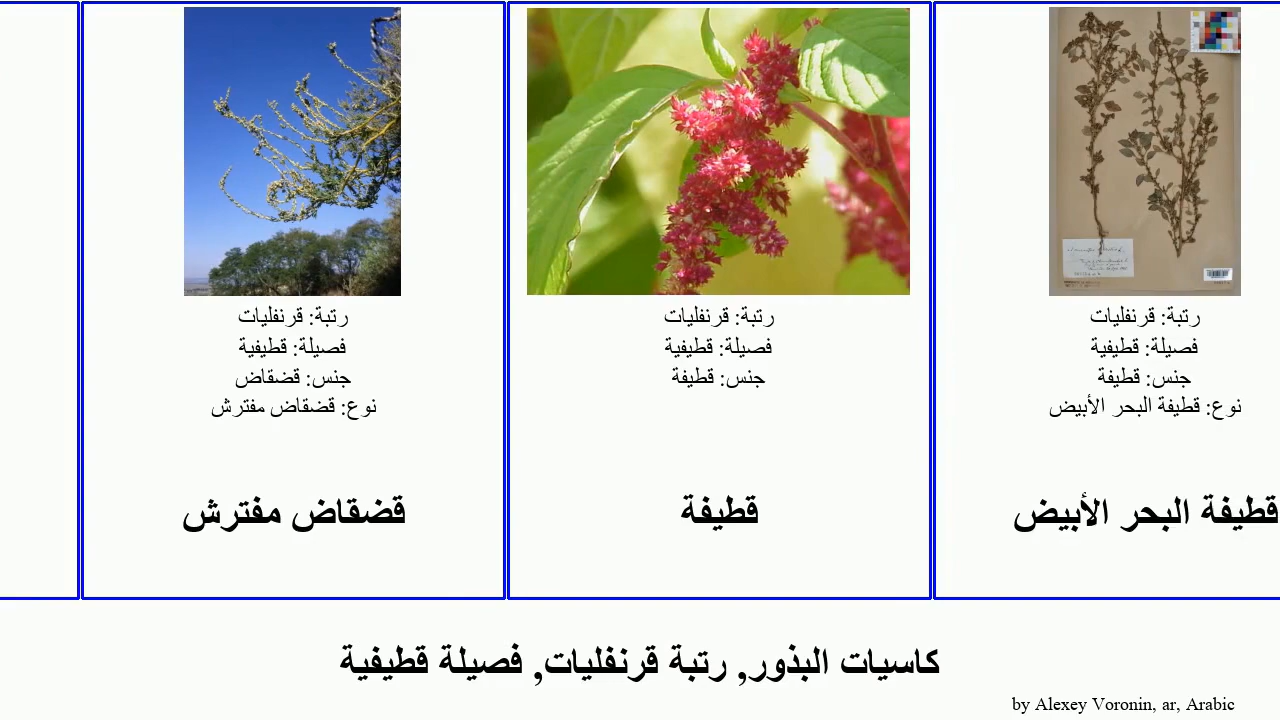 رتبة: قرنفليات
فصيلة: قطيفية
جنس: قطيفة
نوع: قطيفة البحر الأبيض
قطيفة البحر الأبيض
رتبة: قرنفليات
فصيلة: قطيفية
جنس: قطيفة
قطيفة
رتبة: قرنفليات
فصيلة: قطيفية
جنس: قضقاض
نوع: قضقاض مفترش
قضقاض مفترش
كاسيات البذور, رتبة قرنفليات, فصيلة قطيفية
by Alexey Voronin, ar, Arabic